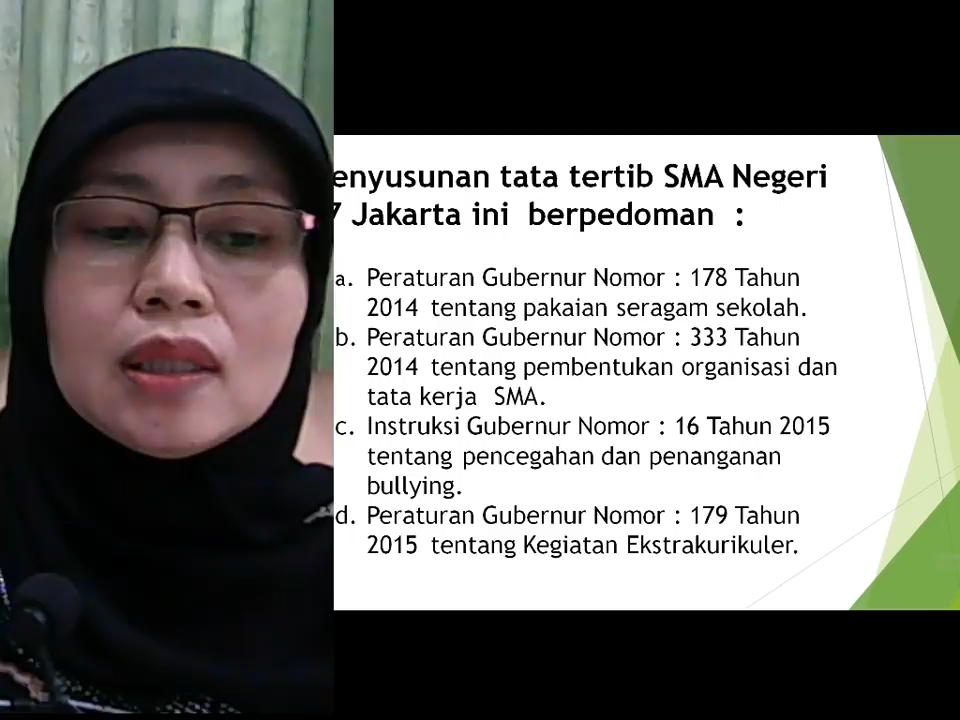 enyusunan tata tertib SMA Negeri
7 Jakarta ini berpedoman :
a. Peraturan Gubernur Nomor : 178 Tahun
2014 tentang pakaian seragam sekolah.
b. Peraturan Gubernur Nomor : 333 Tahun
2014 tentang pembentukan organisasi dan
tata kerja SMA.
c. Instruksi Gubernur Nomor : 16 Tahun 2015
tentang pencegahan dan penanganan
bullying.
d. Peraturan Gubernur Nomor : 179 Tahun
2015 tentang Kegiatan Ekstrakurikuler.